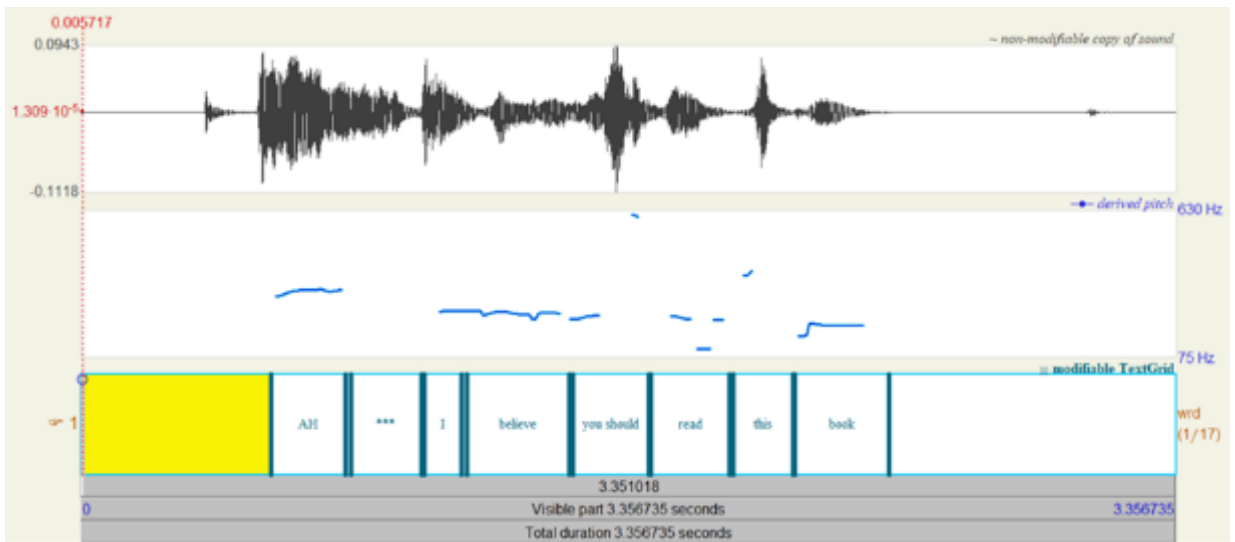 0.005717
0.0943
~ non-modifiable copy of sound
1.309·10-5
-0.1118
derived pitch
630 Hz
75 Hz
modifiable TextGrid
1
AH *** I believe you should read this book
wrd
(1/17)
3.351018
0 Visible part 3.356735 seconds 3.356735
Total duration 3.356735 seconds